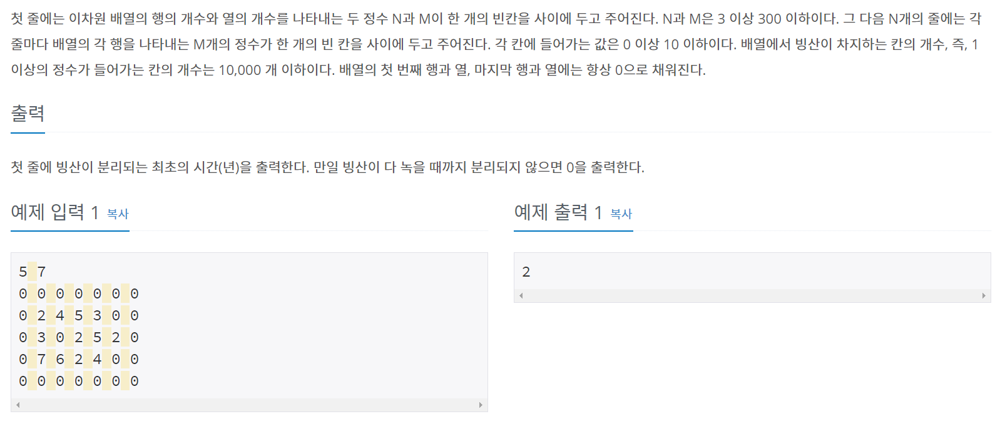 첫 줄에는 이차원 배열의 행의 개수와 열의 개수를 나타내는 두 정수 N과 M이 한 개의 빈칸을 사이에 두고 주어진다. N과 M은 3 이상 300 이하이다. 그 다음 N개의 줄에는 각
줄마다 배열의 각 행을 나타내는 M개의 정수가 한 개의 빈 칸을 사이에 두고 주어진다. 각 칸에 들어가는 값은 0 이상 10 이하이다. 배열에서 빙산이 차지하는 칸의 개수, 즉, 1
이상의 정수가 들어가는 칸의 개수는 10,000 개 이하이다. 배열의 첫 번째 행과 열, 마지막 행과 열에는 항상 0으로 채워진다.
출력
첫 줄에 빙산이 분리되는 최초의 시간(년)을 출력한다. 만일 빙산이 다 녹을 때까지 분리되지 않으면 0을 출력한다.
예제 입력 1 복사
5 7
0 0 0 0 0 0 0
0 2 4 5 3 0 0
0 3 0 2 5 2 0
0 7 6 2 4 0 0
0 0 0 0 0 0 0
예제 출력 1 복사
2